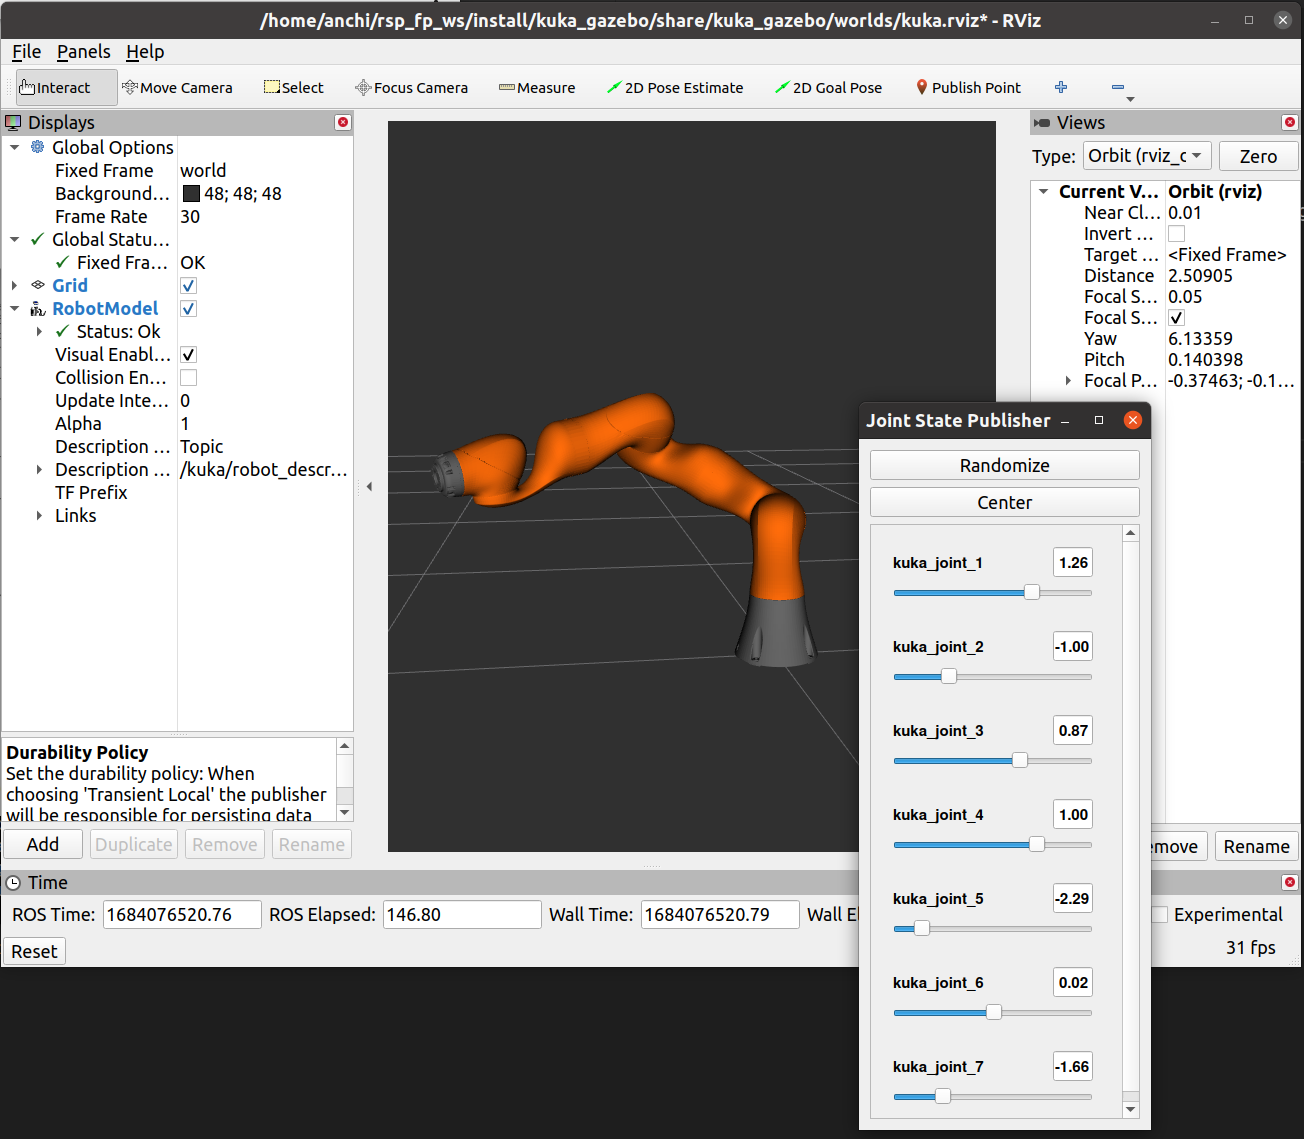 /home/anchi/rsp_fp_ws/install/kuka_gazebo/share/kuka_gazebo/worlds/kuka.rviz* - RViz
File Panels Help
Interact Move Camera Select Focus Camera Measure 2D Pose Estimate 2D Goal Pose Publish Point
Displays
Global Options
Fixed Frame world
Background... 48; 48; 48
Frame Rate 30
Global Statu...
Fixed Fra... OK
Grid
RobotModel
Status: Ok
Visual Enabl...
Collision En...
Update Inte... 0
Alpha 1
Description ... Topic
Description ... /kuka/robot_descr...
TF Prefix
Links
Durability Policy
Set the durability policy: When
choosing 'Transient Local' the publisher
will be responsible for persisting data
Add Duplicate Remove Rename
Views
Type: Orbit (rviz_c Zero
Current V... Orbit (rviz)
Near Cl... 0.01
Invert ...
Target ... <Fixed Frame>
Distance 2.50905
Focal S... 0.05
Focal S...
Yaw 6.13359
Pitch 0.140398
Focal P... -0.37463; -0.1...
emove Rename
Joint State Publisher
Randomize
Center
kuka_joint_1 1.26
kuka_joint_2 -1.00
kuka_joint_3 0.87
kuka_joint_4 1.00
kuka_joint_5 -2.29
kuka_joint_6 0.02
kuka_joint_7 -1.66
Time
ROS Time: 1684076520.76 ROS Elapsed: 146.80 Wall Time: 1684076520.79 Wall El Experimental
Reset 31 fps